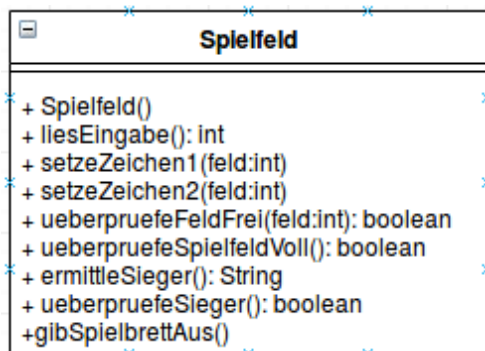 Spielfeld
+ Spielfeld()
+ liesEingabe(): int
+ setzeZeichen1(feld:int)
+ setzeZeichen2(feld:int)
+ ueberpruefeFeldFrei(feld:int): boolean
+ ueberpruefeSpielfeldVoll(): boolean
+ ermittleSieger(): String
+ ueberpruefeSieger(): boolean
+gibSpielbrettAus()